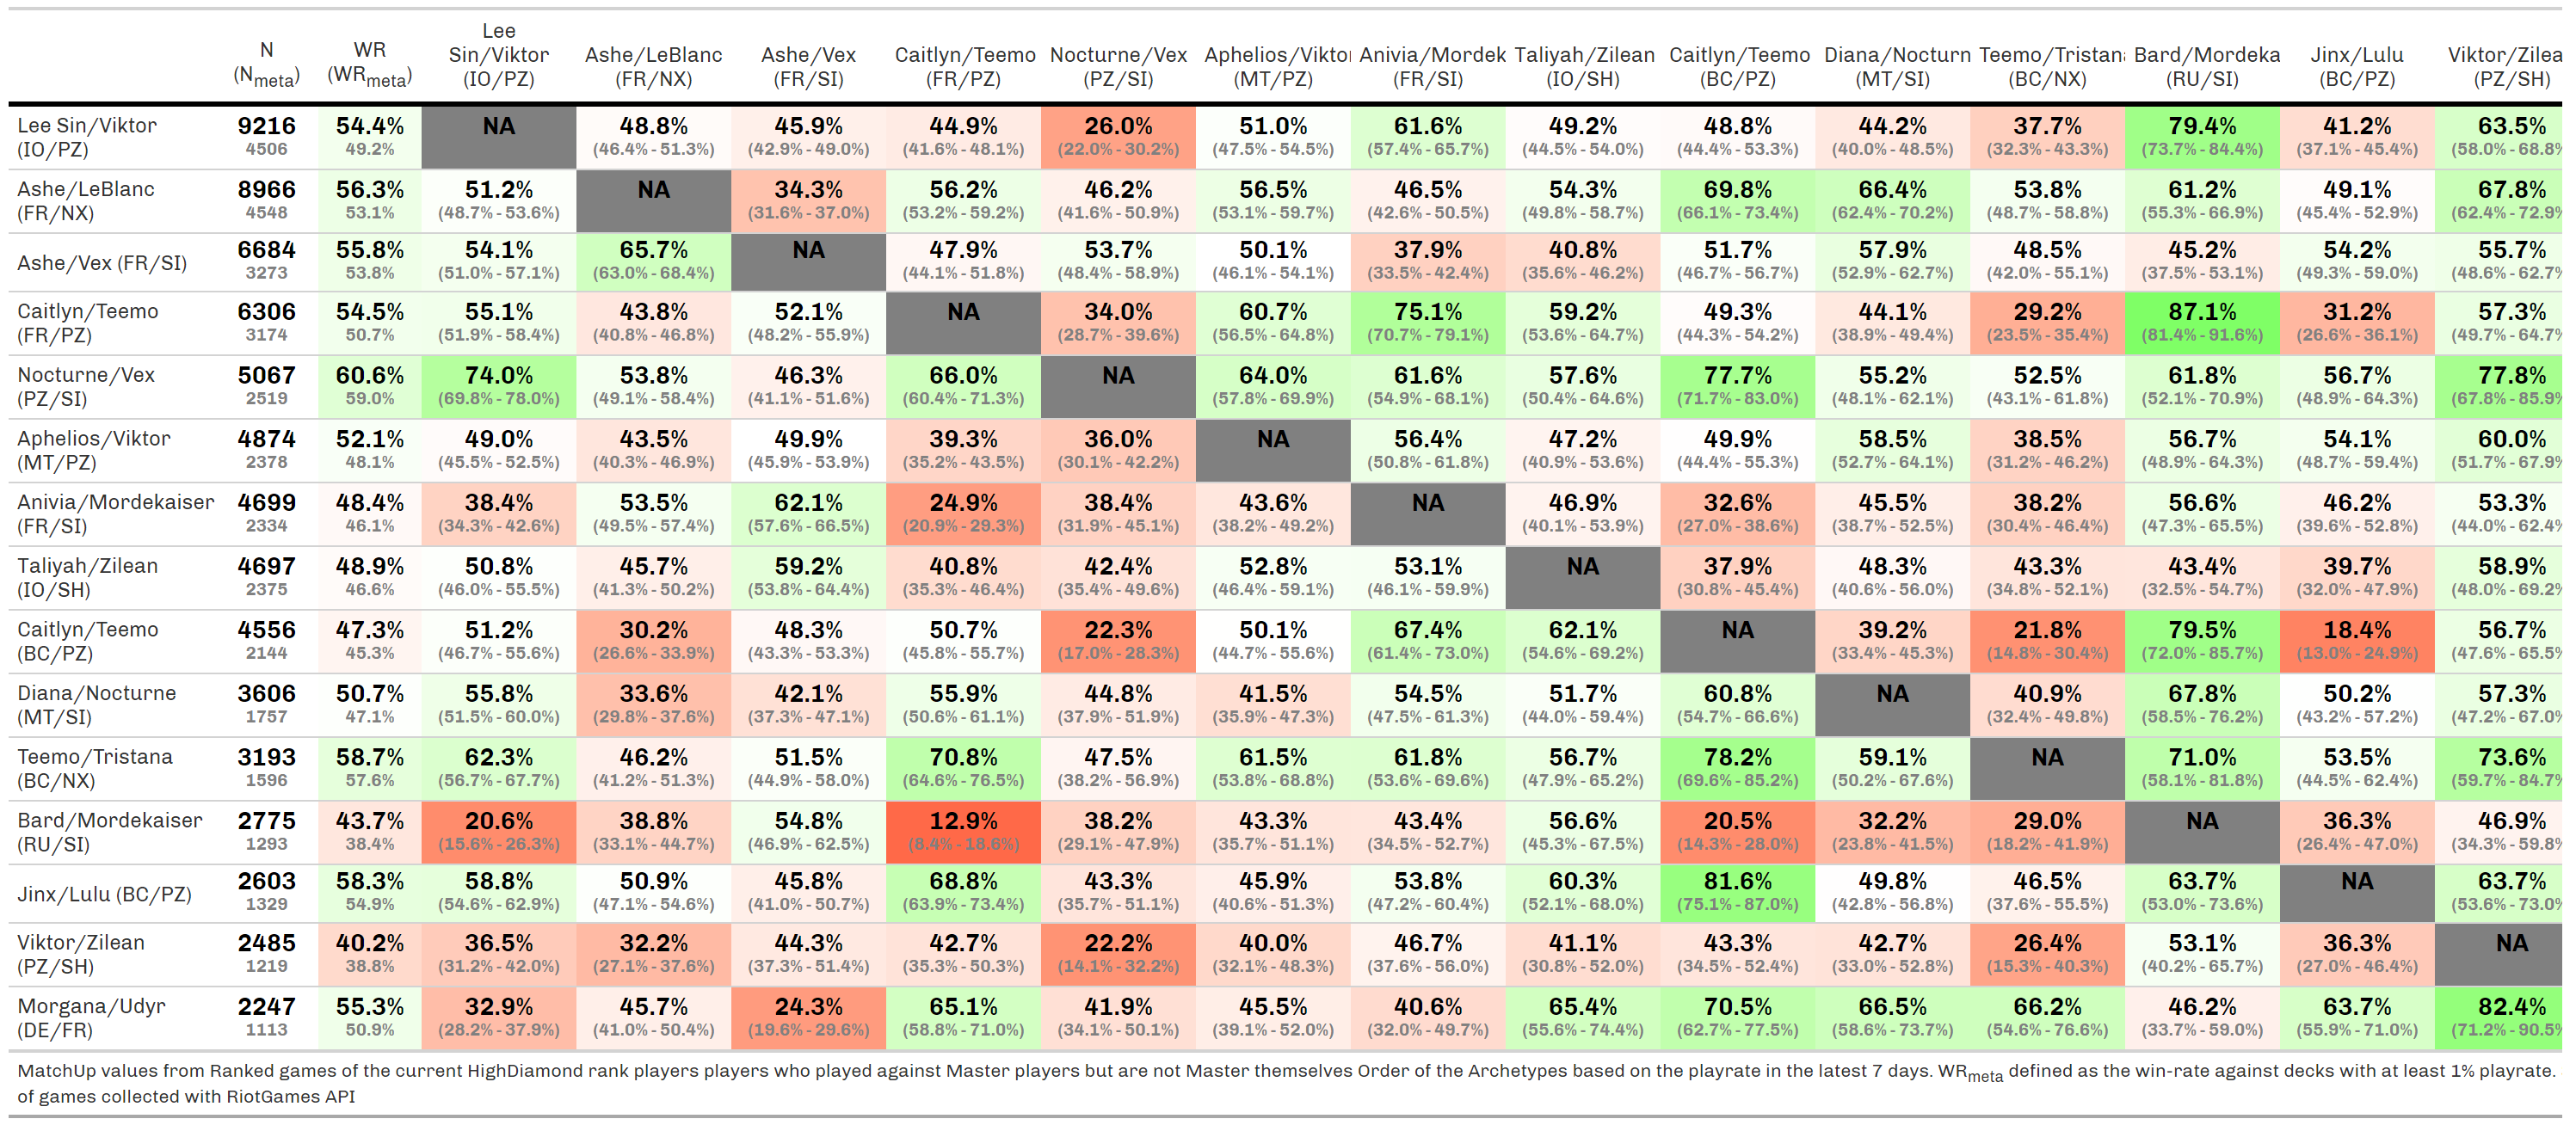 Lee
N WR Sin/Viktor Ashe/LeBlanc Ashe/Vex Caitlyn/Teemo Nocturne/Vex Aphelios/Viktor Anivia/Mordek Taliyah/Zilean Caitlyn/Teemo Diana/Nocturn Teemo/Tristana Bard/Mordeka Jinx/Lulu Viktor/Zilea
(Nmeta) (WRmeta) (IO/PZ) (FR/NX) (FR/SI) (FR/PZ) (PZ/SI) (MT/PZ) (FR/SI) (IO/SH) (BC/PZ) (MT/SI) (BC/NX) (RU/SI) (BC/PZ) (PZ/SH)
Lee Sin/Viktor 9216 54.4% NA 48.8% 45.9% 44.9% 26.0% 51.0% 61.6% 49.2% 48.8% 44.2% 37.7% 79.4% 41.2% 63.5%
(IO/PZ) 4506 49.2% (46.4% - 51.3%) (42.9% - 49.0%) (41.6% - 48.1%) (22.0% - 30.2%) (47.5% - 54.5%) (57.4% - 65.7%) (44.5% - 54.0%) (44.4% - 53.3%) (40.0% - 48.5%) (32.3% - 43.3%) (73.7% - 84.4%) (37.1% - 45.4%) (58.0% - 68.8%
Ashe/LeBlanc 8966 56.3% 51.2% NA 34.3% 56.2% 46.2% 56.5% 46.5% 54.3% 69.8% 66.4% 53.8% 61.2% 49.1% 67.8%
(FR/NX) 4548 53.1% (48.7% - 53.6%) (31.6% - 37.0%) (53.2% - 59.2%) (41.6% - 50.9%) (53.1% - 59.7%) (42.6% - 50.5%) (49.8% - 58.7%) (66.1% - 73.4%) (62.4% - 70.2%) (48.7% - 58.8%) (55.3% - 66.9%) (45.4% - 52.9%) (62.4% - 72.9%
Ashe/Vex (FR/SI) 6684 55.8% 54.1% 65.7% NA 47.9% 53.7% 50.1% 37.9% 40.8% 51.7% 57.9% 48.5% 45.2% 54.2% 55.7%
3273 53.8% (51.0% - 57.1%) (63.0% - 68.4%) (44.1% - 51.8%) (48.4% - 58.9%) (46.1% - 54.1%) (33.5% - 42.4%) (35.6% - 46.2%) (46.7% - 56.7%) (52.9% - 62.7%) (42.0% - 55.1%) (37.5% - 53.1%) (49.3% - 59.0%) (48.6% - 62.7%
Caitlyn/Teemo 6306 54.5% 55.1% 43.8% 52.1% NA 34.0% 60.7% 75.1% 59.2% 49.3% 44.1% 29.2% 87.1% 31.2% 57.3%
(FR/PZ) 3174 50.7% (51.9% - 58.4%) (40.8% - 46.8%) (48.2% - 55.9%) (28.7% - 39.6%) (56.5% - 64.8%) (70.7% - 79.1%) (53.6% - 64.7%) (44.3% - 54.2%) (38.9% - 49.4%) (23.5% - 35.4%) (81.4% - 91.6%) (26.6% - 36.1%) (49.7% - 64.7%
Nocturne/Vex 5067 60.6% 74.0% 53.8% 46.3% 66.0% NA 64.0% 61.6% 57.6% 77.7% 55.2% 52.5% 61.8% 56.7% 77.8%
(PZ/SI) 2519 59.0% (69.8% - 78.0%) (49.1% - 58.4%) (41.1% - 51.6%) (60.4% - 71.3%) (57.8% - 69.9%) (54.9% - 68.1%) (50.4% - 64.6%) (71.7% - 83.0%) (48.1% - 62.1%) (43.1% - 61.8%) (52.1% - 70.9%) (48.9% - 64.3%) (67.8% - 85.9%
Aphelios/Viktor 4874 52.1% 49.0% 43.5% 49.9% 39.3% 36.0% NA 56.4% 47.2% 49.9% 58.5% 38.5% 56.7% 54.1% 60.0%
(MT/PZ) 2378 48.1% (45.5% - 52.5%) (40.3% - 46.9%) (45.9% - 53.9%) (35.2% - 43.5%) (30.1% - 42.2%) (50.8% - 61.8%) (40.9% - 53.6%) (44.4% - 55.3%) (52.7% - 64.1%) (31.2% - 46.2%) (48.9% - 64.3%) (48.7% - 59.4%) (51.7% - 67.9%
Anivia/Mordekaiser 4699 48.4% 38.4% 53.5% 62.1% 24.9% 38.4% 43.6% NA 46.9% 32.6% 45.5% 38.2% 56.6% 46.2% 53.3%
(FR/SI) 2334 46.1% (34.3% - 42.6%) (49.5% - 57.4%) (57.6% - 66.5%) (20.9% - 29.3%) (31.9% - 45.1%) (38.2% - 49.2%) (40.1% - 53.9%) (27.0% - 38.6%) (38.7% - 52.5%) (30.4% - 46.4%) (47.3% - 65.5%) (39.6% - 52.8%) (44.0% - 62.4%
Taliyah/Zilean 4697 48.9% 50.8% 45.7% 59.2% 40.8% 42.4% 52.8% 53.1% NA 37.9% 48.3% 43.3% 43.4% 39.7% 58.9%
(IO/SH) 2375 46.6% (46.0% - 55.5%) (41.3% - 50.2%) (53.8% - 64.4%) (35.3% - 46.4%) (35.4% - 49.6%) (46.4% - 59.1%) (46.1% - 59.9%) (30.8% - 45.4%) (40.6% - 56.0%) (34.8% - 52.1%) (32.5% - 54.7%) (32.0% - 47.9%) (48.0% - 69.2%
Caitlyn/Teemo 4556 47.3% 51.2% 30.2% 48.3% 50.7% 22.3% 50.1% 67.4% 62.1% NA 39.2% 21.8% 79.5% 18.4% 56.7%
(BC/PZ) 2144 45.3% (46.7% - 55.6%) (26.6% - 33.9%) (43.3% - 53.3%) (45.8% - 55.7%) (17.0% - 28.3%) (44.7% - 55.6%) (61.4% - 73.0%) (54.6% - 69.2%) (33.4% - 45.3%) (14.8% - 30.4%) (72.0% - 85.7%) (13.0% - 24.9%) (47.6% - 65.5%
Diana/Nocturne 3606 50.7% 55.8% 33.6% 42.1% 55.9% 44.8% 41.5% 54.5% 51.7% 60.8% NA 40.9% 67.8% 50.2% 57.3%
(MT/SI) 1757 47.1% (51.5% - 60.0%) (29.8% - 37.6%) (37.3% - 47.1%) (50.6% - 61.1%) (37.9% - 51.9%) (35.9% - 47.3%) (47.5% - 61.3%) (44.0% - 59.4%) (54.7% - 66.6%) (32.4% - 49.8%) (58.5% - 76.2%) (43.2% - 57.2%) (47.2% - 67.0%
Teemo/Tristana 3193 58.7% 62.3% 46.2% 51.5% 70.8% 47.5% 61.5% 61.8% 56.7% 78.2% 59.1% NA 71.0% 53.5% 73.6%
(BC/NX) 1596 57.6% (56.7% - 67.7%) (41.2% - 51.3%) (44.9% - 58.0%) (64.6% - 76.5%) (38.2% - 56.9%) (53.8% - 68.8%) (53.6% - 69.6%) (47.9% - 65.2%) (69.6% - 85.2%) (50.2% - 67.6%) (58.1% - 81.8%) (44.5% - 62.4%) (59.7% - 84.7%
Bard/Mordekaiser 2775 43.7% 20.6% 38.8% 54.8% 12.9% 38.2% 43.3% 43.4% 56.6% 20.5% 32.2% 29.0% NA 36.3% 46.9%
(RU/SI) 1293 38.4% (15.6% - 26.3%) (33.1% - 44.7%) (46.9% - 62.5%) (8.4% - 18.6%) (29.1% - 47.9%) (35.7% - 51.1%) (34.5% - 52.7%) (45.3% - 67.5%) (14.3% - 28.0%) (23.8% - 41.5%) (18.2% - 41.9%) (26.4% - 47.0%) (34.3% - 59.8%
Jinx/Lulu (BC/PZ) 2603 58.3% 58.8% 50.9% 45.8% 68.8% 43.3% 45.9% 53.8% 60.3% 81.6% 49.8% 46.5% 63.7% NA 63.7%
1329 54.9% (54.6% - 62.9%) (47.1% - 54.6%) (41.0% - 50.7%) (63.9% - 73.4%) (35.7% - 51.1%) (40.6% - 51.3%) (47.2% - 60.4%) (52.1% - 68.0%) (75.1% - 87.0%) (42.8% - 56.8%) (37.6% - 55.5%) (53.0% - 73.6%) (53.6% - 73.0%
Viktor/Zilean 2485 40.2% 36.5% 32.2% 44.3% 42.7% 22.2% 40.0% 46.7% 41.1% 43.3% 42.7% 26.4% 53.1% 36.3% NA
(PZ/SH) 1219 38.8% (31.2% - 42.0%) (27.1% - 37.6%) (37.3% - 51.4%) (35.3% - 50.3%) (14.1% - 32.2%) (32.1% - 48.3%) (37.6% - 56.0%) (30.8% - 52.0%) (34.5% - 52.4%) (33.0% - 52.8%) (15.3% - 40.3%) (40.2% - 65.7%) (27.0% - 46.4%)
Morgana/Udyr 2247 55.3% 32.9% 45.7% 24.3% 65.1% 41.9% 45.5% 40.6% 65.4% 70.5% 66.5% 66.2% 46.2% 63.7% 82.4%
(DE/FR) 1113 50.9% (28.2% - 37.9%) (41.0% - 50.4%) (19.6% - 29.6%) (58.8% - 71.0%) (34.1% - 50.1%) (39.1% - 52.0%) (32.0% - 49.7%) (55.6% - 74.4%) (62.7% - 77.5%) (58.6% - 73.7%) (54.6% - 76.6%) (33.7% - 59.0%) (55.9% - 71.0%) (71.2% - 90.5%
MatchUp values from Ranked games of the current HighDiamond rank players players who played against Master players but are not Master themselves Order of the Archetypes based on the playrate in the latest 7 days. WRmeta defined as the win-rate against decks with at least 1% playrate.
of games collected with RiotGames API